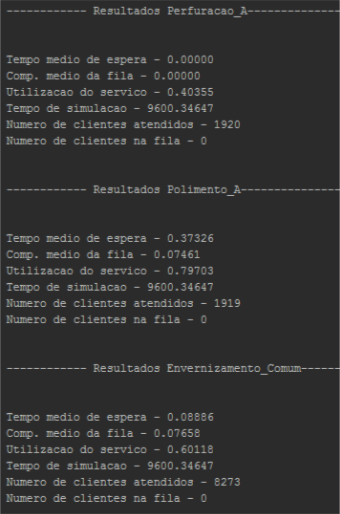 ------------ Resultados Perfuracao_A--------------
Tempo medio de espera - 0.00000
Comp. medio da fila - 0.00000
Utilizacao do servico - 0.40355
Tempo de simulacao - 9600.34647
Numero de clientes atendidos - 1920
Numero de clientes na fila - 0
------------ Resultados Polimento_A---------------
Tempo medio de espera - 0.37326
Comp. medio da fila - 0.07461
Utilizacao do servico - 0.79703
Tempo de simulacao - 9600.34647
Numero de clientes atendidos - 1919
Numero de clientes na fila - 0
------------ Resultados Envernizamento_Comum------
Tempo medio de espera - 0.08886
Comp. medio da fila - 0.07658
Utilizacao do servico - 0.60118
Tempo de simulacao - 9600.34647
Numero de clientes atendidos - 8273
Numero de clientes na fila - 0